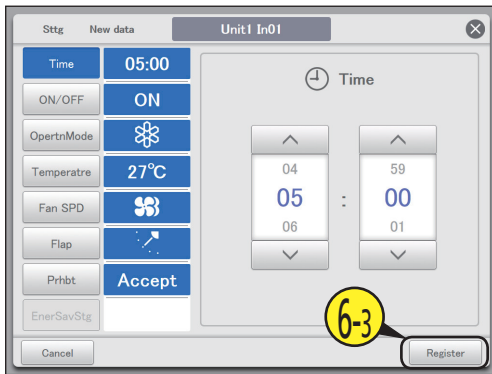 Sttg New data Unit1 In01
Time 05:00
ON/OFF ON
OpertnMode
Temperatre 27°C
Fan SPD
Flap
Prhbt Accept
EnerSavStg
Time
04 59
05 : 00
06 01
6-3
Cancel Register